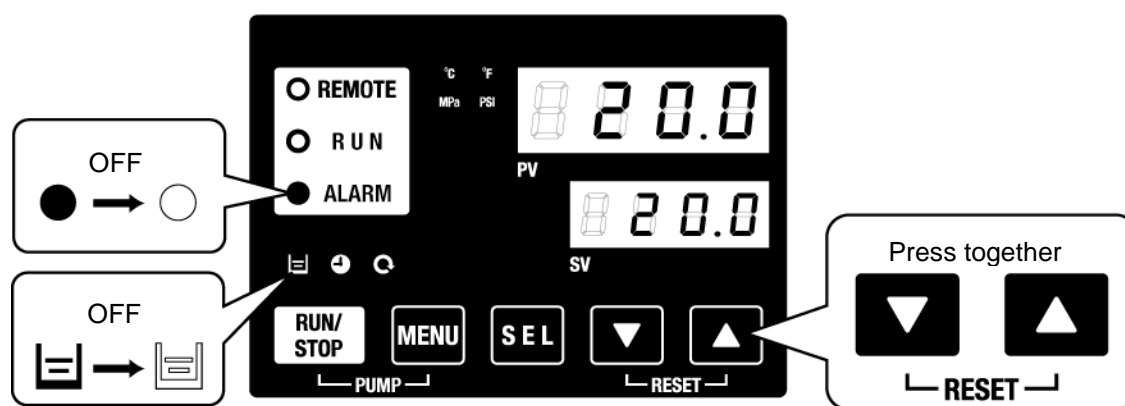 OFF
OFF
REMOTE
RUN
ALARM
°C °F
MPa PSI
20.0
PV
20.0
SV
RUN/
STOP
MENU
SEL
PUMP
RESET
Press together
RESET